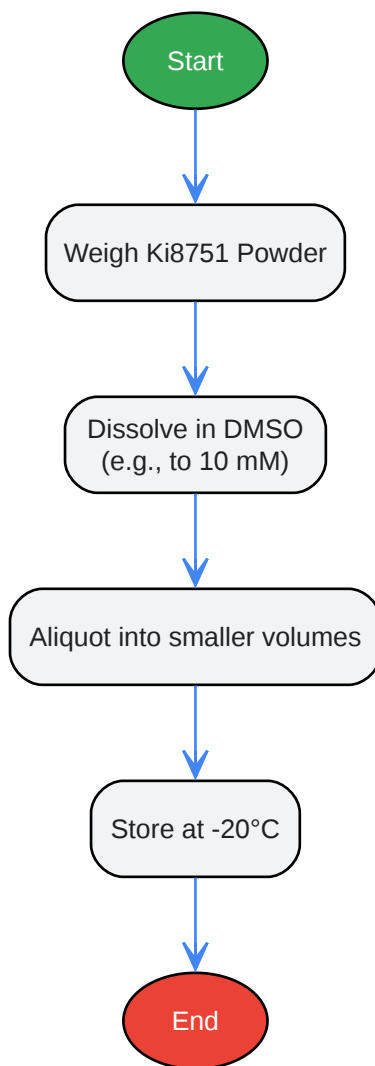 Start
Weigh Ki8751 Powder
Dissolve in DMSO
(e.g., to 10 mM)
Aliquot into smaller volumes
Store at -20°C
End